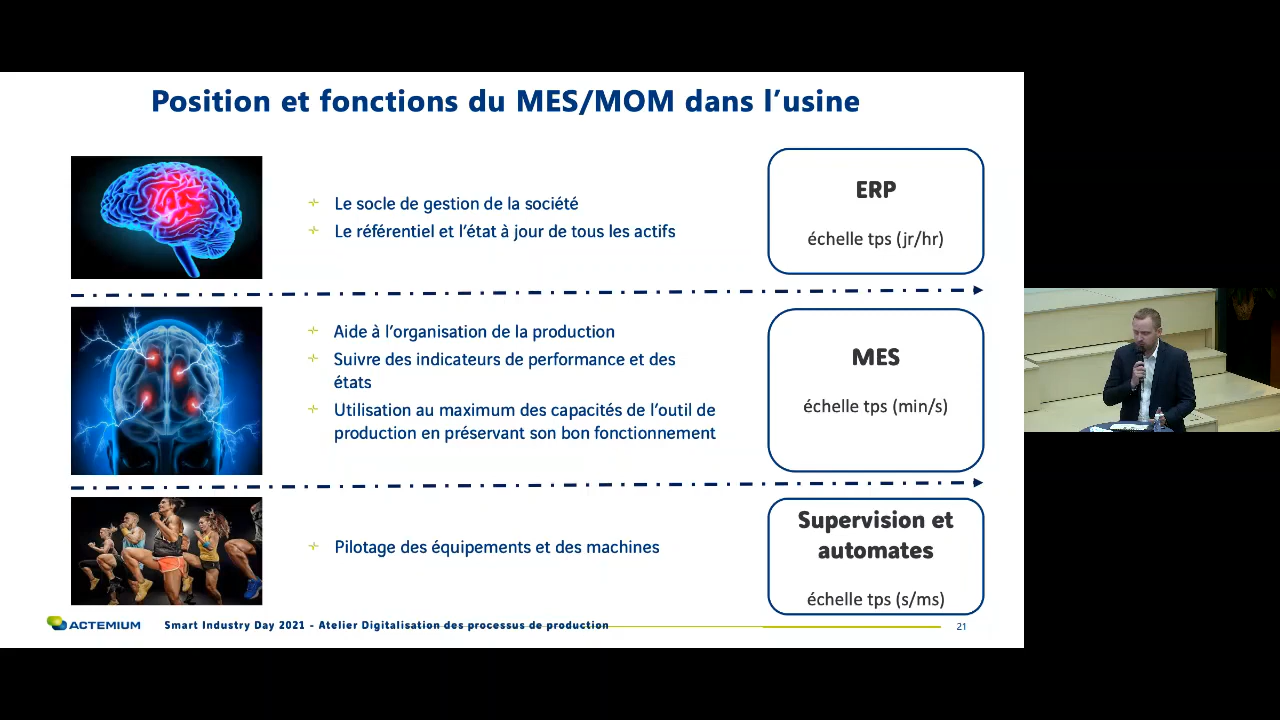 Position et fonctions du MES/MOM dans l’usine
Le socle de gestion de la société
Le référentiel et l’état à jour de tous les actifs
ERP
échelle tps (jr/hr)
Aide à l’organisation de la production
Suivre des indicateurs de performance et des
états
Utilisation au maximum des capacités de l’outil de
production en préservant son bon fonctionnement
MES
échelle tps (min/s)
Pilotage des équipements et des machines
Supervision et
automates
échelle tps (s/ms)
ACTEMIUM
Smart Industry Day 2021 - Atelier Digitalisation des processus de production
21